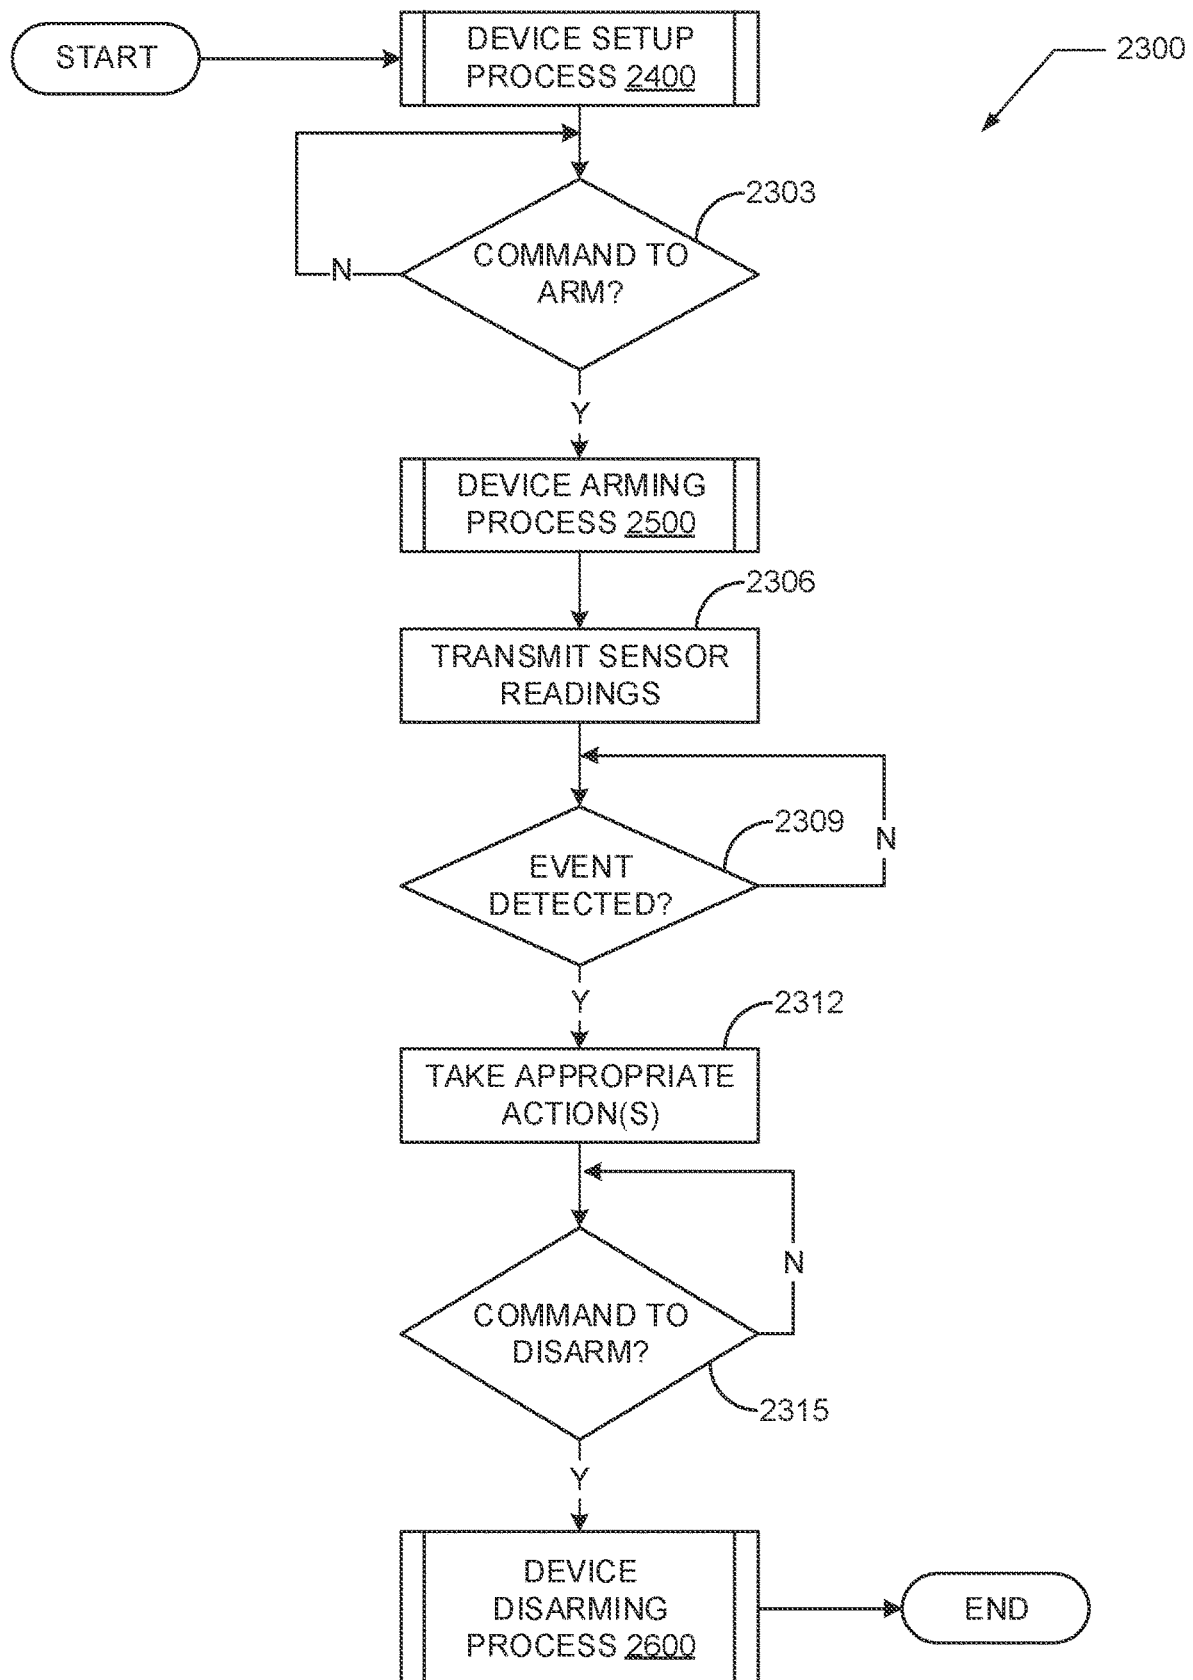 START
DEVICE SETUP
PROCESS 2400
2300
2303
COMMAND TO
ARM?
N
Y
DEVICE ARMING
PROCESS 2500
2306
TRANSMIT SENSOR
READINGS
2309
EVENT
DETECTED?
N
Y
2312
TAKE APPROPRIATE
ACTION(S)
N
COMMAND TO
DISARM?
2315
Y
DEVICE
DISARMING
PROCESS 2600
END